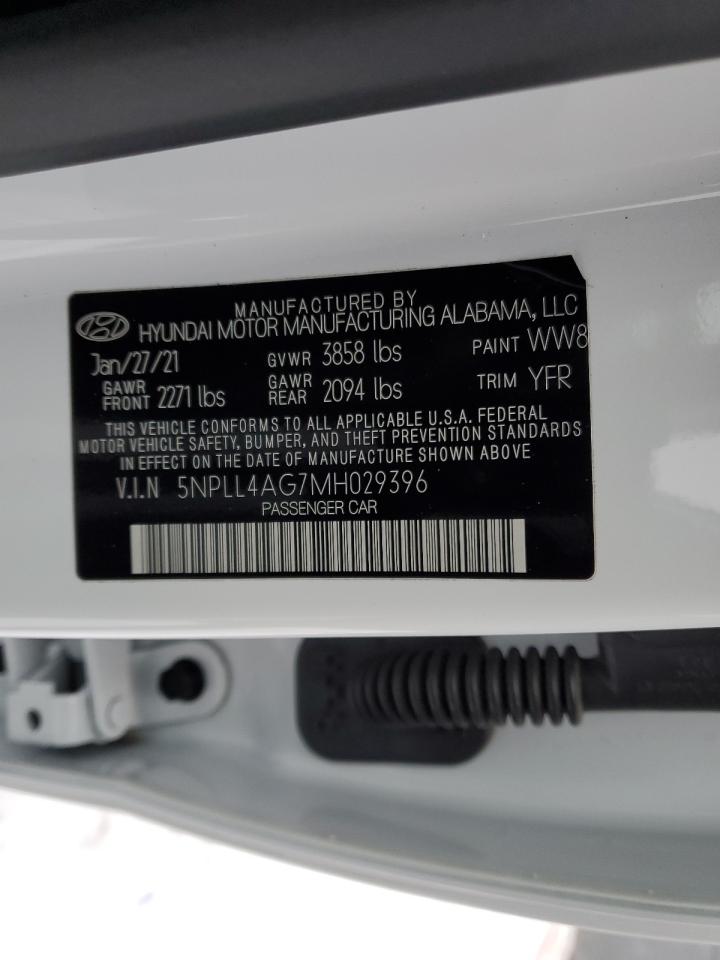 MANUFACTURED BY
HYUNDAI MOTOR MANUFACTURING ALABAMA, LLC
Jan/27/21 GVWR 3858 lbs PAINT WW8
GAWR FRONT 2271 lbs GAWR REAR 2094 lbs TRIM YFR
THIS VEHICLE CONFORMS TO ALL APPLICABLE U.S.A. FEDERAL
MOTOR VEHICLE SAFETY, BUMPER, AND THEFT PREVENTION STANDARDS
IN EFFECT ON THE DATE OF MANUFACTURE SHOWN ABOVE
V.I.N 5NPLL4AG7MH029396
PASSENGER CAR